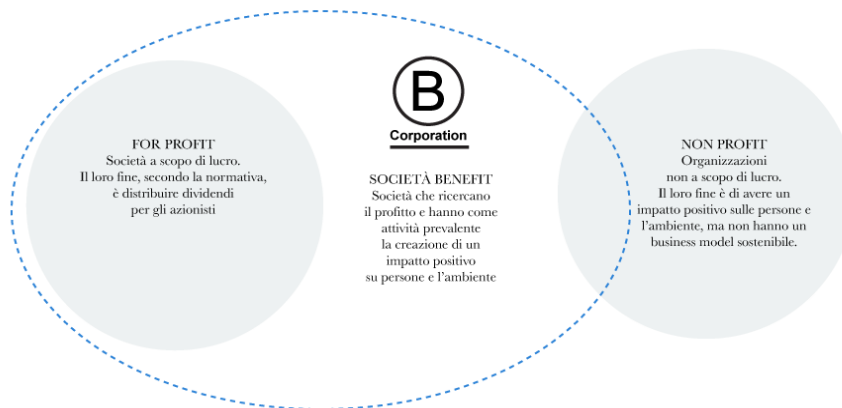 FOR PROFIT
Società a scopo di lucro.
Il loro fine, secondo la normativa,
è distribuire dividendi
per gli azionisti
B
Corporation
SOCIETÀ BENEFIT
Società che ricercano
il profitto e hanno come
attività prevalente
la creazione di un
impatto positivo
su persone e l'ambiente
NON PROFIT
Organizzazioni
non a scopo di lucro.
Il loro fine è di avere un
impatto positivo sulle persone e
l'ambiente, ma non hanno un
business model sostenibile.